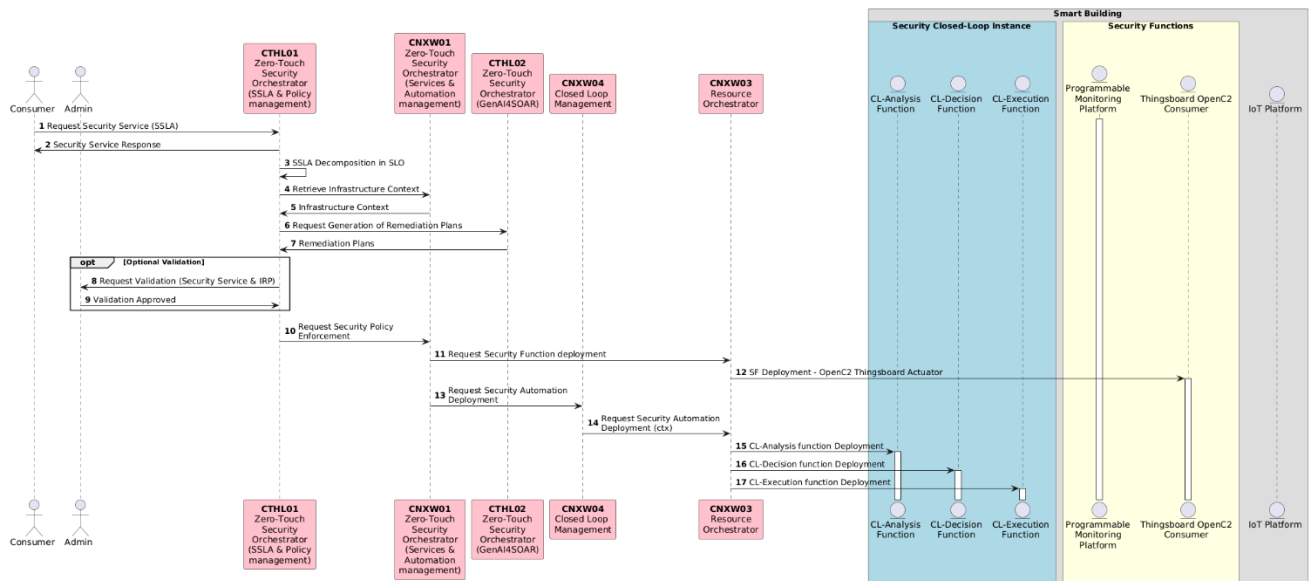 Smart Building
Security Closed-Loop Instance
Security Functions
Consumer
Admin
CTHL01
Zero-Touch
Security
Orchestrator
(SSLA & Policy
management)
CNXW01
Zero-Touch
Security
Orchestrator
(Services &
Automation
management)
CTHL02
Zero-Touch
Security
Orchestrator
(GenAI4SOAR)
CNXW04
Closed Loop
Management
CNXW03
Resource
Orchestrator
CL-Analysis
Function
CL-Decision
Function
CL-Execution
Function
Programmable
Monitoring
Platform
Thingsboard OpenC2
Consumer
IoT Platform
1 Request Security Service (SSLA)
2 Security Service Response
3 SSLA Decomposition in SLO
4 Retrieve Infrastructure Context
5 Infrastructure Context
6 Request Generation of Remediation Plans
7 Remediation Plans
opt [Optional Validation]
8 Request Validation (Security Service & IRP)
9 Validation Approved
10 Request Security Policy
Enforcement
11 Request Security Function deployment
12 SF Deployment - OpenC2 Thingsboard Actuator
13 Request Security Automation
Deployment
14 Request Security Automation
Deployment (ctx)
15 CL-Analysis function Deployment
16 CL-Decision function Deployment
17 CL-Execution function Deployment
Consumer
Admin
CTHL01
Zero-Touch
Security
Orchestrator
(SSLA & Policy
management)
CNXW01
Zero-Touch
Security
Orchestrator
(Services &
Automation
management)
CTHL02
Zero-Touch
Security
Orchestrator
(GenAI4SOAR)
CNXW04
Closed Loop
Management
CNXW03
Resource
Orchestrator
CL-Analysis
Function
CL-Decision
Function
CL-Execution
Function
Programmable
Monitoring
Platform
Thingsboard OpenC2
Consumer
IoT Platform